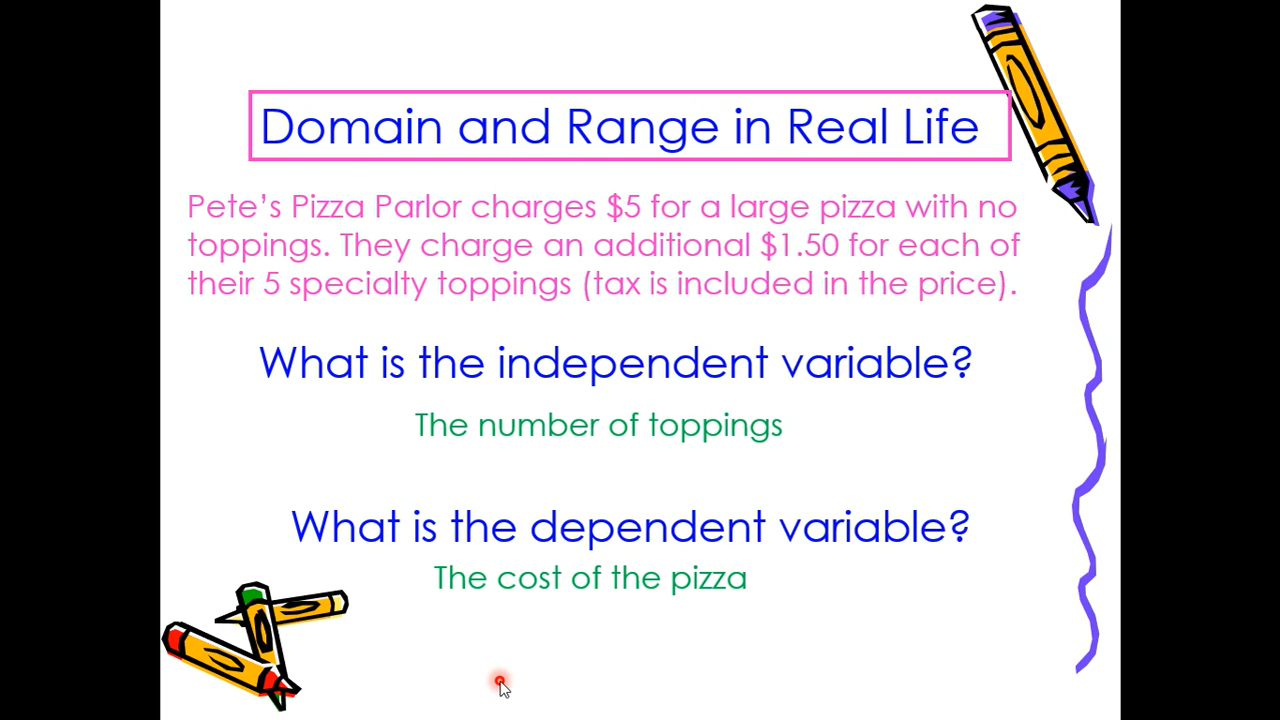 Domain and Range in Real Life
Pete’s Pizza Parlor charges $5 for a large pizza with no
toppings. They charge an additional $1.50 for each of
their 5 specialty toppings (tax is included in the price).
What is the independent variable?
The number of toppings
What is the dependent variable?
The cost of the pizza